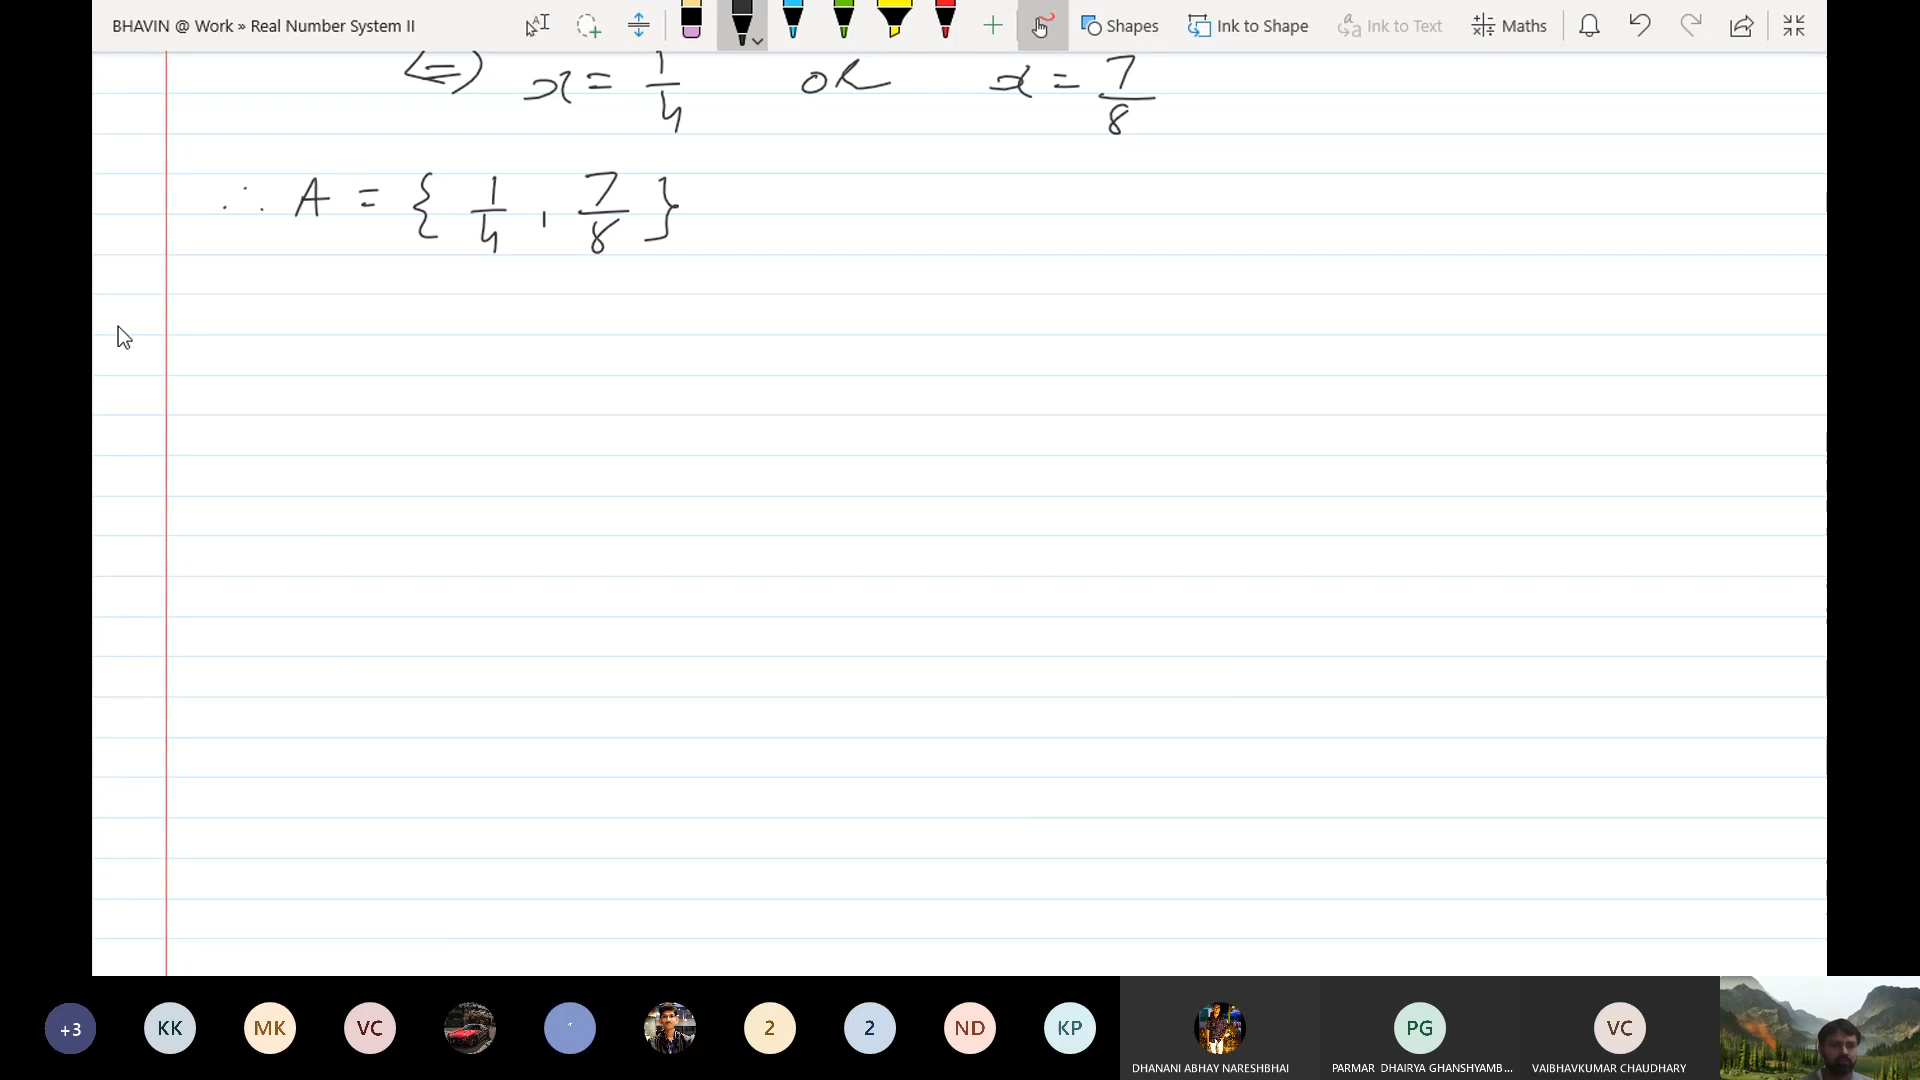 BHAVIN @ Work » Real Number System II
Shapes
Ink to Shape
Ink to Text
Maths
⇔ x = 1/4 or x = 7/8
∴ A = { 1/4 , 7/8 }
+3 KK MK VC 2 2 ND KP PG VC
DHANANI ABHAY NARESHBHAI
PARMAR DHAIRYA GHANSHYAMB...
VAIBHAVKUMAR CHAUDHARY